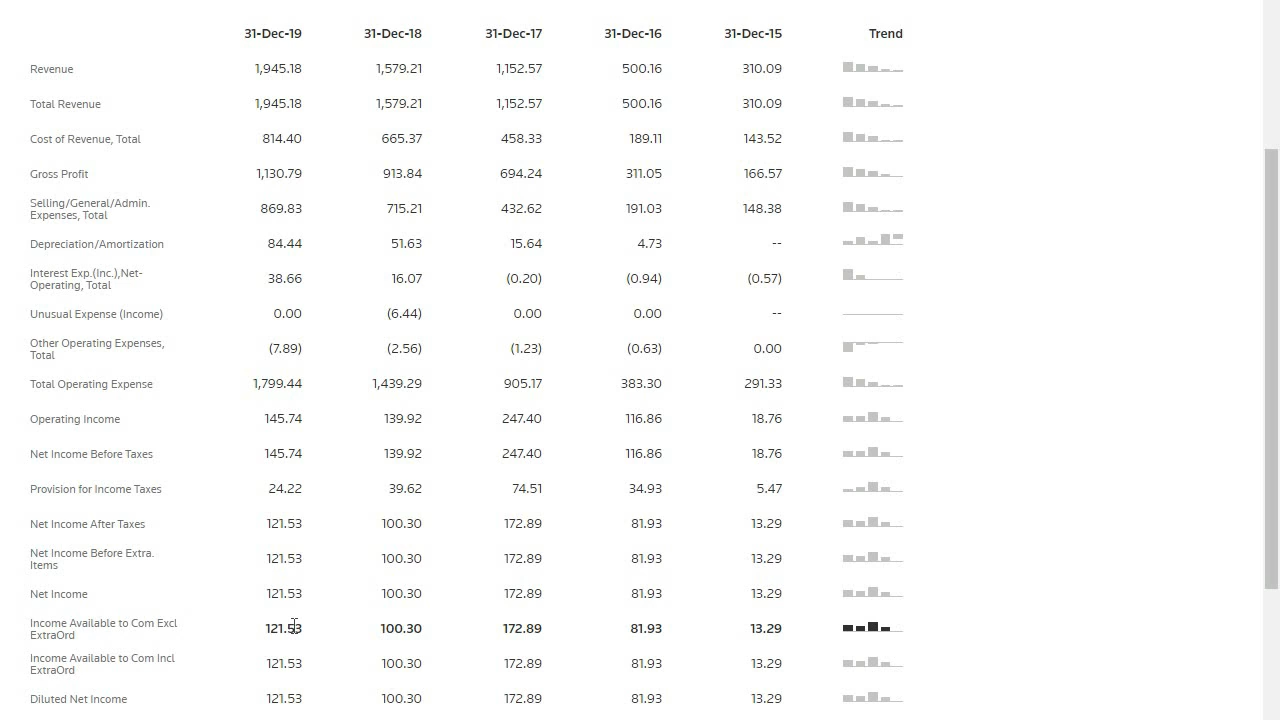 31-Dec-19 31-Dec-18 31-Dec-17 31-Dec-16 31-Dec-15 Trend
Revenue 1,945.18 1,579.21 1,152.57 500.16 310.09
Total Revenue 1,945.18 1,579.21 1,152.57 500.16 310.09
Cost of Revenue, Total 814.40 665.37 458.33 189.11 143.52
Gross Profit 1,130.79 913.84 694.24 311.05 166.57
Selling/General/Admin.
Expenses, Total 869.83 715.21 432.62 191.03 148.38
Depreciation/Amortization 84.44 51.63 15.64 4.73 --
Interest Exp.(Inc.),Net-
Operating, Total 38.66 16.07 (0.20) (0.94) (0.57)
Unusual Expense (Income) 0.00 (6.44) 0.00 0.00 --
Other Operating Expenses,
Total (7.89) (2.56) (1.23) (0.63) 0.00
Total Operating Expense 1,799.44 1,439.29 905.17 383.30 291.33
Operating Income 145.74 139.92 247.40 116.86 18.76
Net Income Before Taxes 145.74 139.92 247.40 116.86 18.76
Provision for Income Taxes 24.22 39.62 74.51 34.93 5.47
Net Income After Taxes 121.53 100.30 172.89 81.93 13.29
Net Income Before Extra.
Items 121.53 100.30 172.89 81.93 13.29
Net Income 121.53 100.30 172.89 81.93 13.29
Income Available to Com Excl
ExtraOrd 121.53 100.30 172.89 81.93 13.29
Income Available to Com Incl
ExtraOrd 121.53 100.30 172.89 81.93 13.29
Diluted Net Income 121.53 100.30 172.89 81.93 13.29